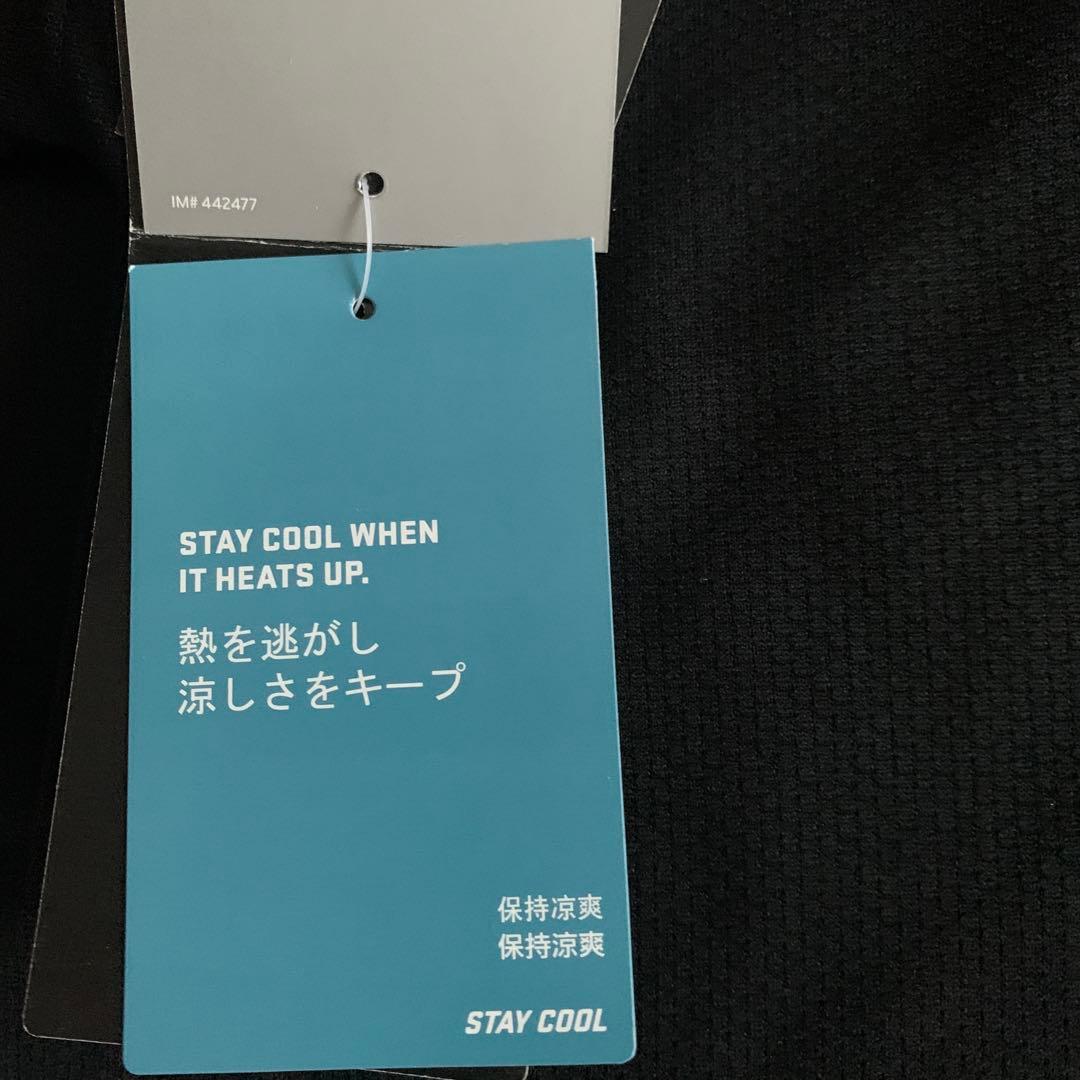 IM# 442477
STAY COOL WHEN
IT HEATS UP.
熱を逃がし
涼しさをキープ
保持凉爽
保持涼爽
STAY COOL